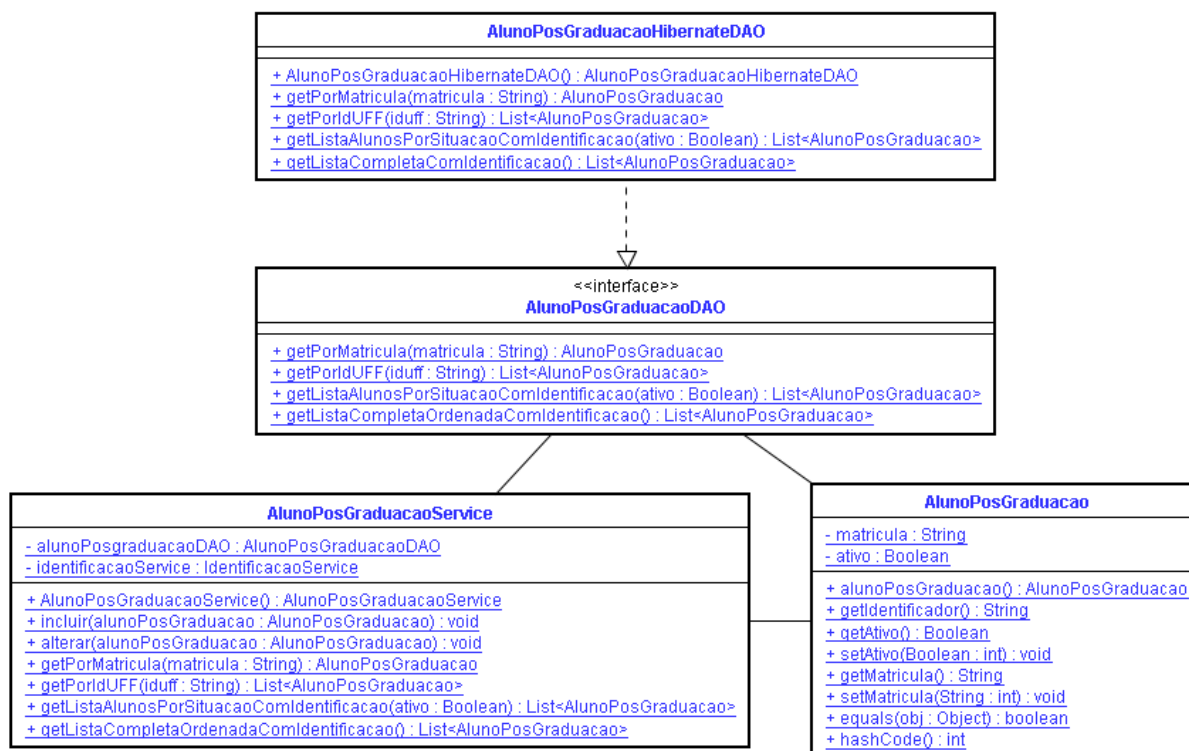 AlunoPosGraduacaoHibernateDAO
+ AlunoPosGraduacaoHibernateDAO() : AlunoPosGraduacaoHibernateDAO
+ getPorMatricula(matricula : String) : AlunoPosGraduacao
+ getPorIdUFF(iduff : String) : List<AlunoPosGraduacao>
+ getListaAlunosPorSituacaoComIdentificacao(ativo : Boolean) : List<AlunoPosGraduacao>
+ getListaCompletaComIdentificacao() : List<AlunoPosGraduacao>
<<interface>>
AlunoPosGraduacaoDAO
+ getPorMatricula(matricula : String) : AlunoPosGraduacao
+ getPorIdUFF(iduff : String) : List<AlunoPosGraduacao>
+ getListaAlunosPorSituacaoComIdentificacao(ativo : Boolean) : List<AlunoPosGraduacao>
+ getListaCompletaOrdenadaComIdentificacao() : List<AlunoPosGraduacao>
AlunoPosGraduacaoService
- alunoPosgraduacaoDAO : AlunoPosGraduacaoDAO
- identificacaoService : IdentificacaoService
+ AlunoPosGraduacaoService() : AlunoPosGraduacaoService
+ incluir(alunoPosGraduacao : AlunoPosGraduacao) : void
+ alterar(alunoPosGraduacao : AlunoPosGraduacao) : void
+ getPorMatricula(matricula : String) : AlunoPosGraduacao
+ getPorIdUFF(iduff : String) : List<AlunoPosGraduacao>
+ getListaAlunosPorSituacaoComIdentificacao(ativo : Boolean) : List<AlunoPosGraduacao>
+ getListaCompletaOrdenadaComIdentificacao() : List<AlunoPosGraduacao>
AlunoPosGraduacao
- matricula : String
- ativo : Boolean
+ alunoPosGraduacao() : AlunoPosGraduacao
+ getIdentificador() : String
+ getAtivo() : Boolean
+ setAtivo(Boolean : int) : void
+ getMatricula() : String
+ setMatricula(String : int) : void
+ equals(obj : Object) : boolean
+ hashCode() : int